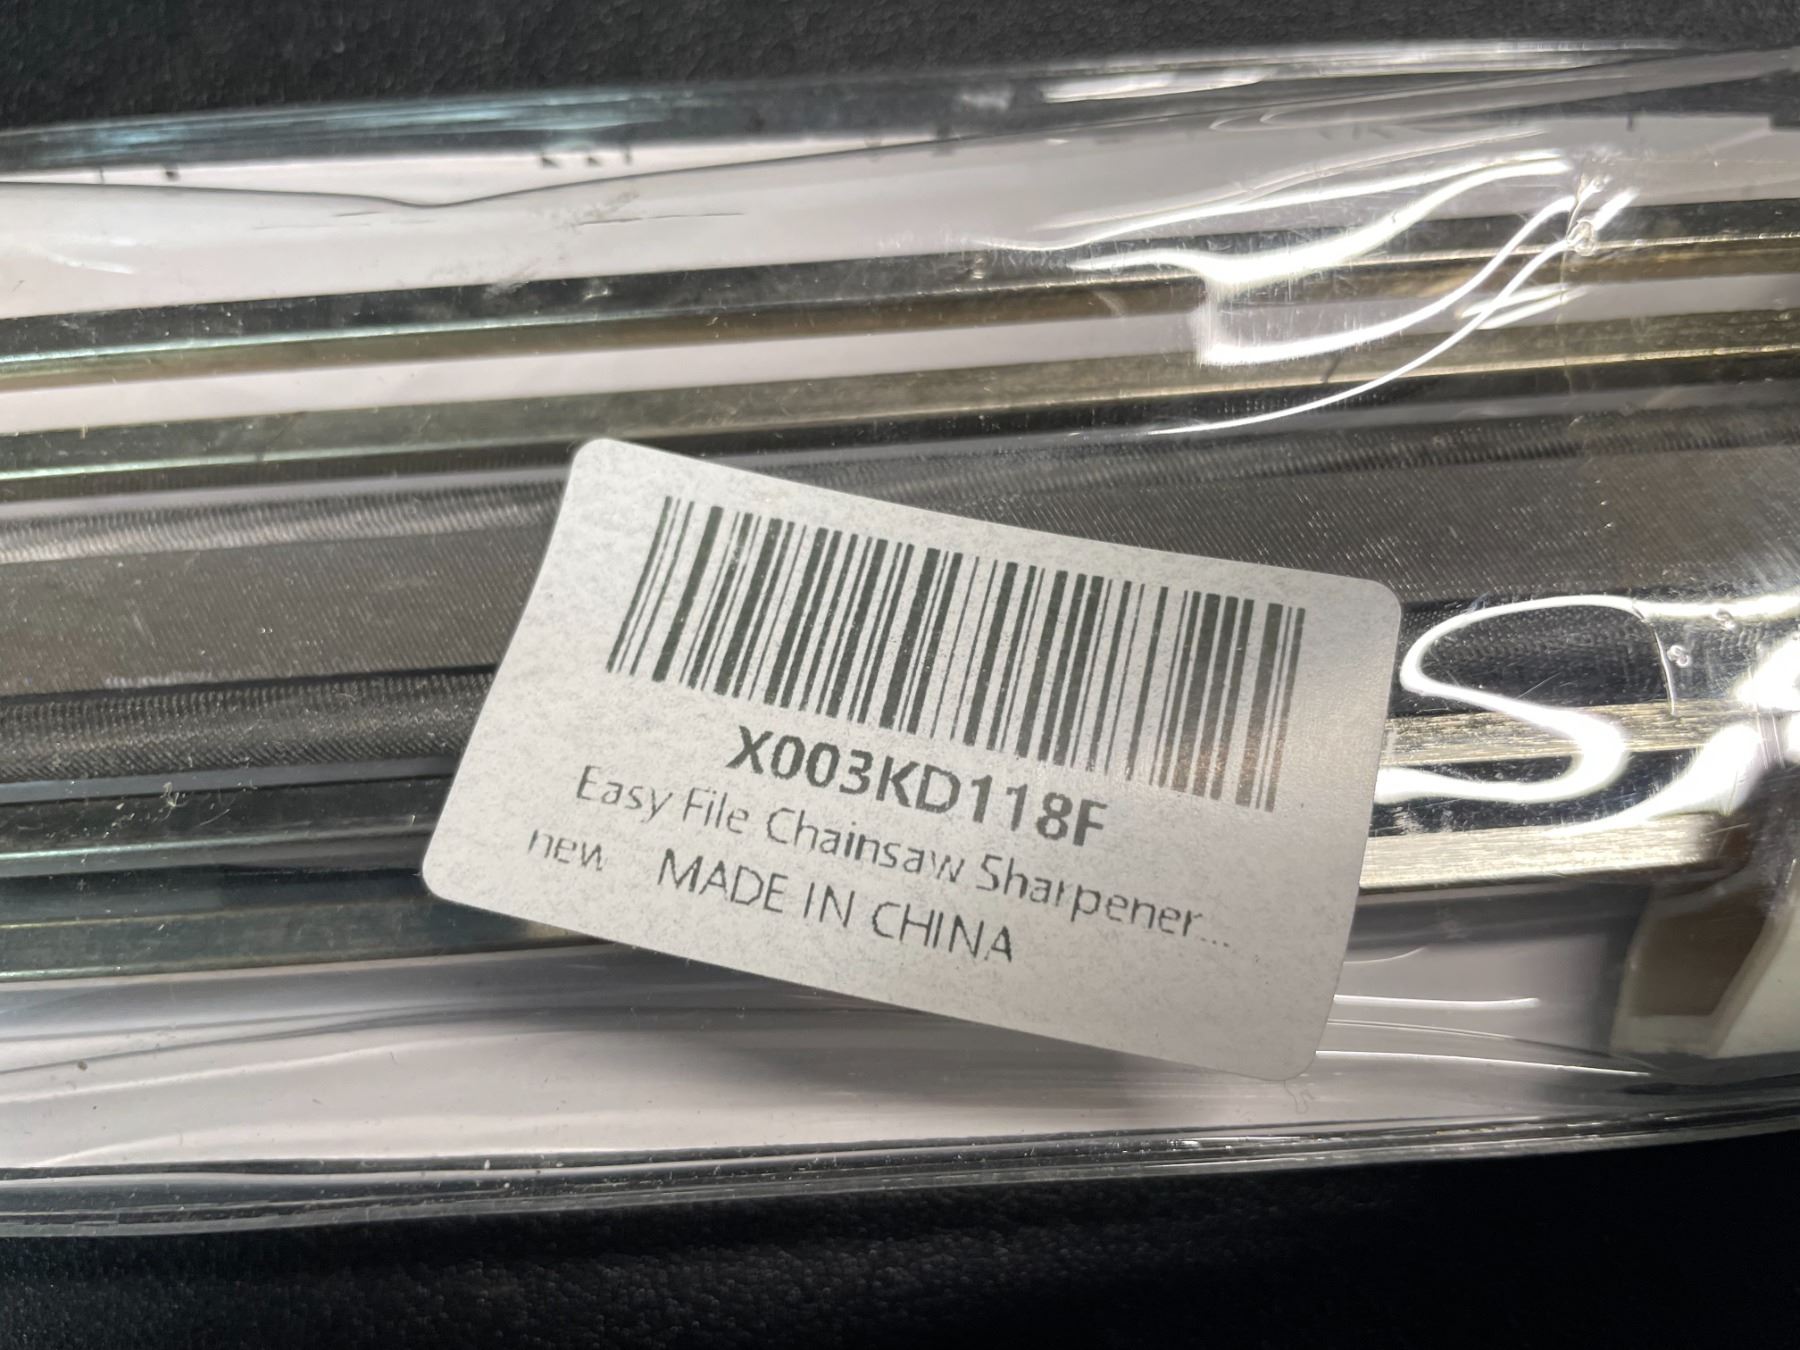 X003KD118F
Easy File Chainsaw Sharpener...
new MADE IN CHINA